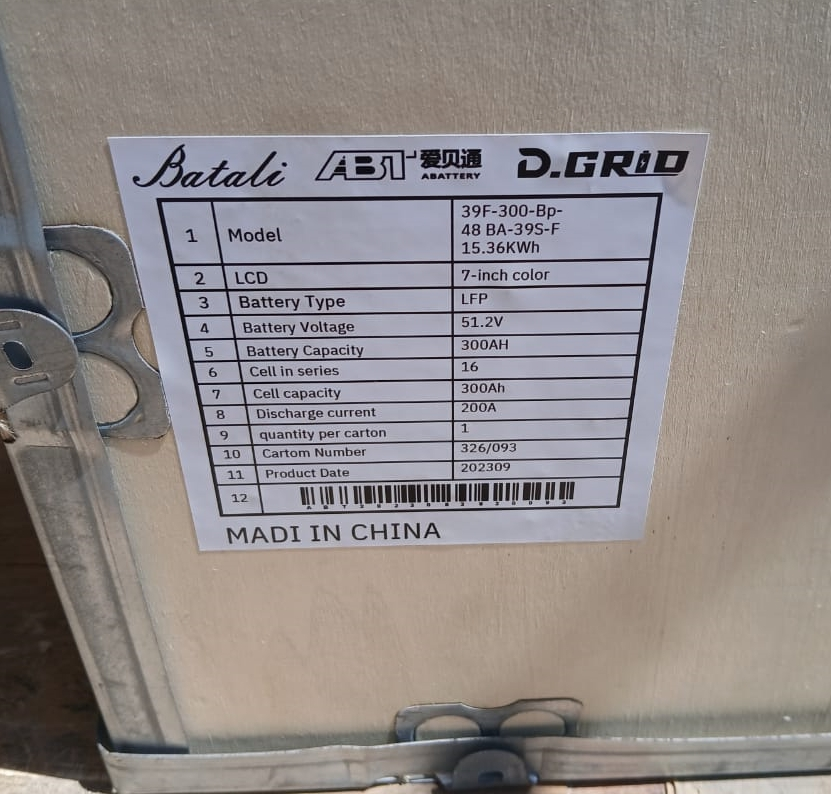 Batali ABT 爱贝通 ABATTERY D.GRID
1 Model 39F-300-Bp-
48 BA-39S-F
15.36KWh
2 LCD 7-inch color
3 Battery Type LFP
4 Battery Voltage 51.2V
5 Battery Capacity 300AH
6 Cell in series 16
7 Cell capacity 300Ah
8 Discharge current 200A
9 quantity per carton 1
10 Cartom Number 326/093
11 Product Date 202309
12
MADI IN CHINA